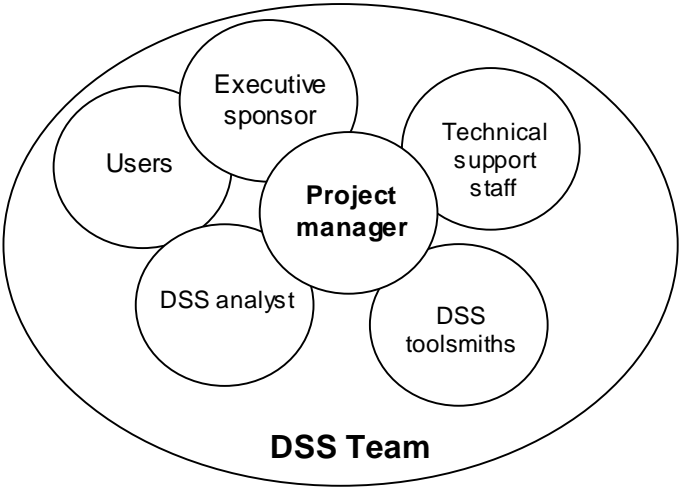 Executive
sponsor
Users
Technical
support
staff
Project
manager
DSS analyst
DSS
toolsmiths
DSS Team